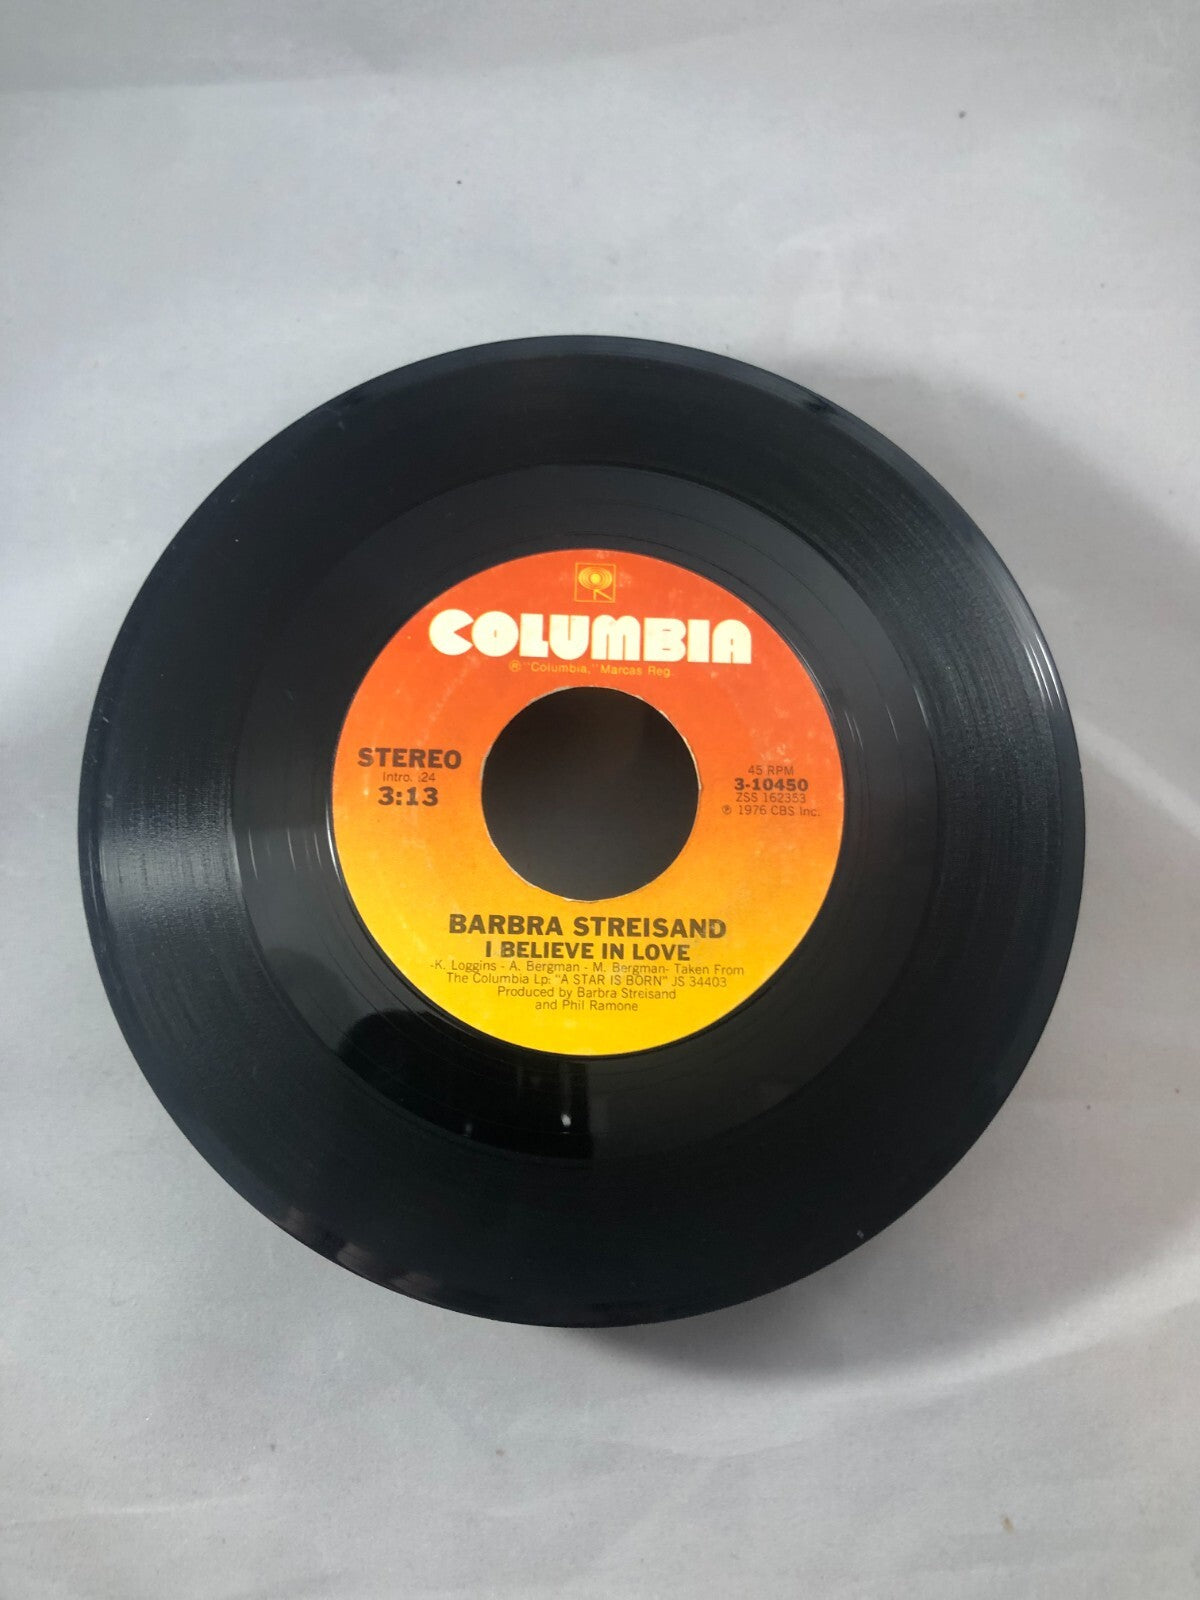 COLUMBIA
® "Columbia," Marcas Reg.
STEREO
Intro. :24
3:13
45 RPM
3-10450
ZSS 162353
℗ 1976 CBS Inc.
BARBRA STREISAND
I BELIEVE IN LOVE
-K. Loggins - A. Bergman - M. Bergman- Taken From
The Columbia Lp: "A STAR IS BORN" JS 34403
Produced by Barbra Streisand
and Phil Ramone